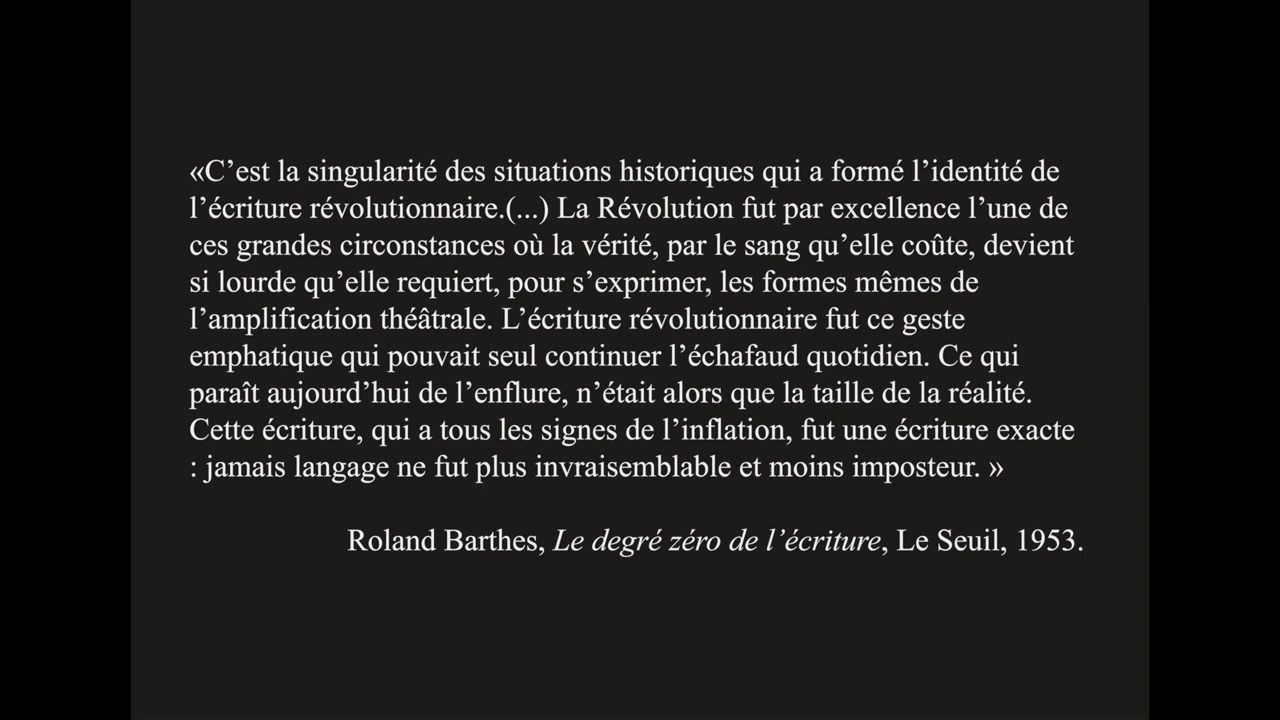 «C’est la singularité des situations historiques qui a formé l’identité de
l’écriture révolutionnaire.(...) La Révolution fut par excellence l’une de
ces grandes circonstances où la vérité, par le sang qu’elle coûte, devient
si lourde qu’elle requiert, pour s’exprimer, les formes mêmes de
l’amplification théâtrale. L’écriture révolutionnaire fut ce geste
emphatique qui pouvait seul continuer l’échafaud quotidien. Ce qui
paraît aujourd’hui de l’enflure, n’était alors que la taille de la réalité.
Cette écriture, qui a tous les signes de l’inflation, fut une écriture exacte
: jamais langage ne fut plus invraisemblable et moins imposteur. »
Roland Barthes, Le degré zéro de l’écriture, Le Seuil, 1953.